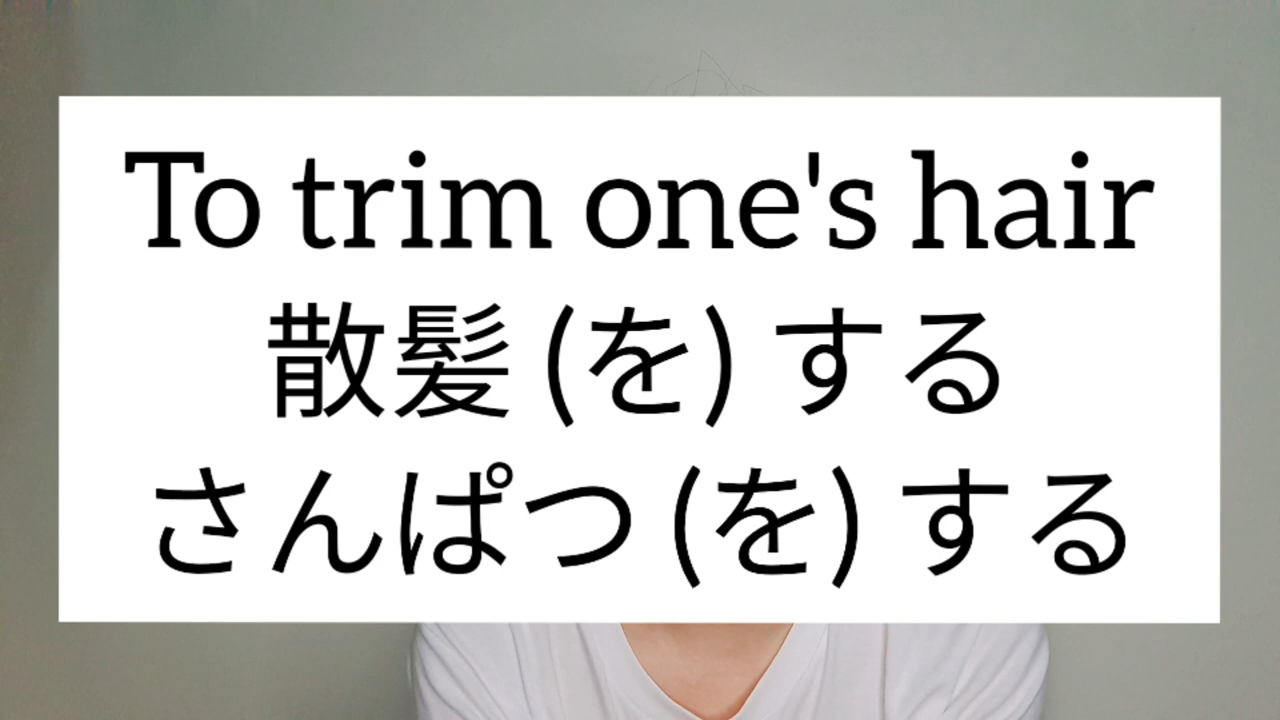 To trim one's hair
散髪 (を) する
さんぱつ (を) する